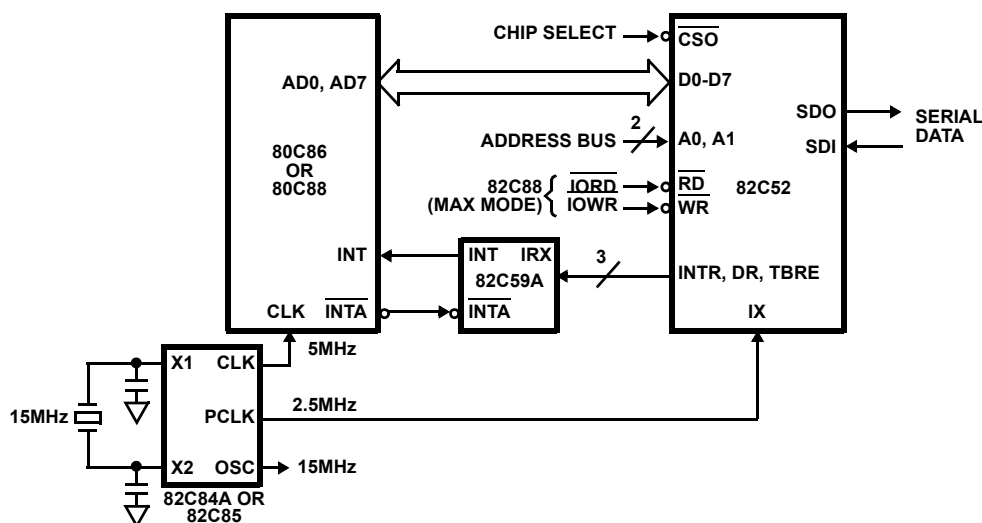 CHIP SELECT
CSO
AD0, AD7
D0-D7
SDO
SERIAL
DATA
SDI
2
ADDRESS BUS
A0, A1
80C86
OR
80C88
82C88
(MAX MODE)
IORD
IOWR
RD
WR
82C52
INT
INT IRX
82C59A
3
INTR, DR, TBRE
CLK INTA
INTA
IX
5MHz
X1 CLK
15MHz
PCLK
2.5MHz
X2 OSC
15MHz
82C84A OR
82C85